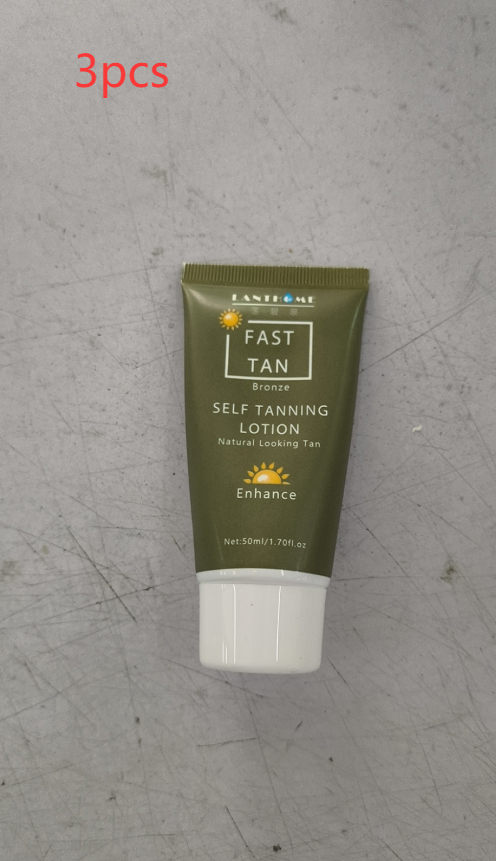 3pcs
LANTHOME
FAST
TAN
Bronze
SELF TANNING
LOTION
Natural Looking Tan
Enhance
Net:50ml/1.70fl.oz